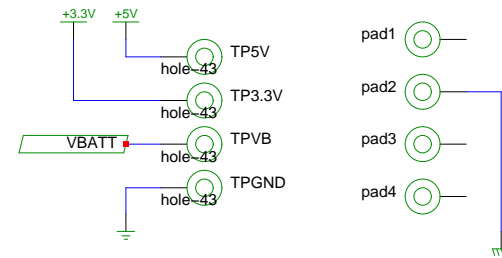 +3.3V +5V
TP5V
hole-43
TP3.3V
hole-43
VBATT
TPVB
hole-43
TPGND
hole-43
pad1
pad2
pad3
pad4